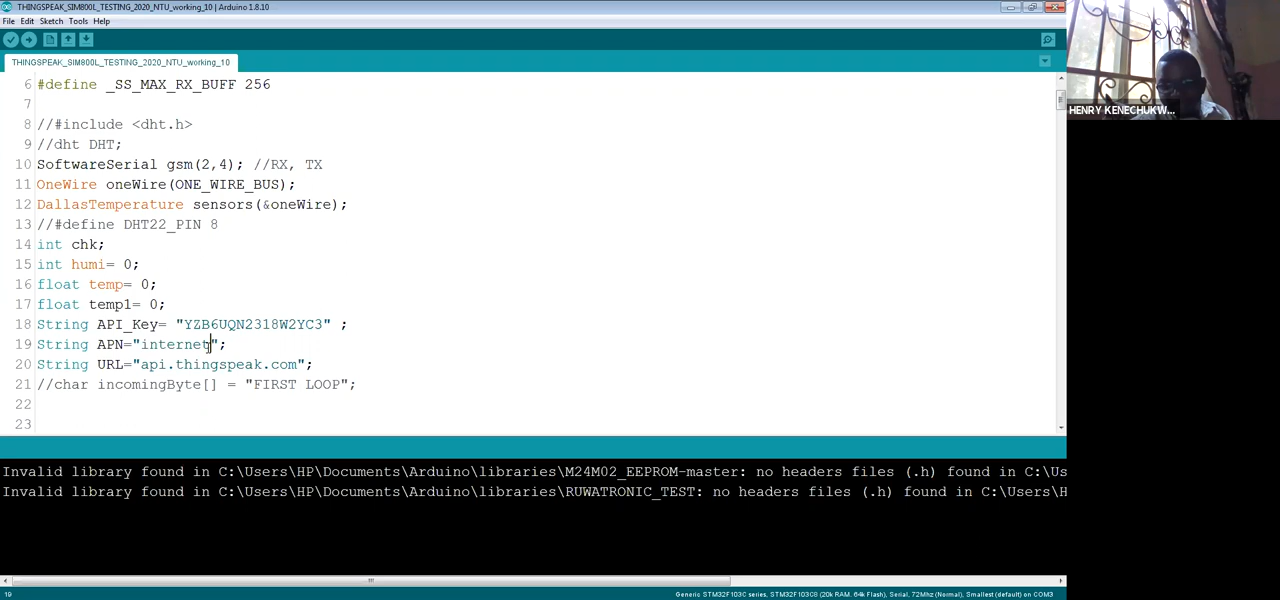 THINGSPEAK_SIM800L_TESTING_2020_NTU_working_10 | Arduino 1.8.10
File Edit Sketch Tools Help
THINGSPEAK_SIM800L_TESTING_2020_NTU_working_10
6 #define _SS_MAX_RX_BUFF 256
7
8 //#include <dht.h>
9 //dht DHT;
10 SoftwareSerial gsm(2,4); //RX, TX
11 OneWire oneWire(ONE_WIRE_BUS);
12 DallasTemperature sensors(&oneWire);
13 //#define DHT22_PIN 8
14 int chk;
15 int humi= 0;
16 float temp= 0;
17 float temp1= 0;
18 String API_Key= "YZB6UQN2318W2YC3" ;
19 String APN="internet";
20 String URL="api.thingspeak.com";
21 //char incomingByte[] = "FIRST LOOP";
22
23
Invalid library found in C:\Users\HP\Documents\Arduino\libraries\M24M02_EEPROM-master: no headers files (.h) found in C:\Us
Invalid library found in C:\Users\HP\Documents\Arduino\libraries\RUWATRONIC_TEST: no headers files (.h) found in C:\Users\H
19
Generic STM32F103C series, STM32F103C8 (20k RAM. 64k Flash), Serial, 72Mhz (Normal), Smallest (default) on COM3
HENRY KENECHUKW...